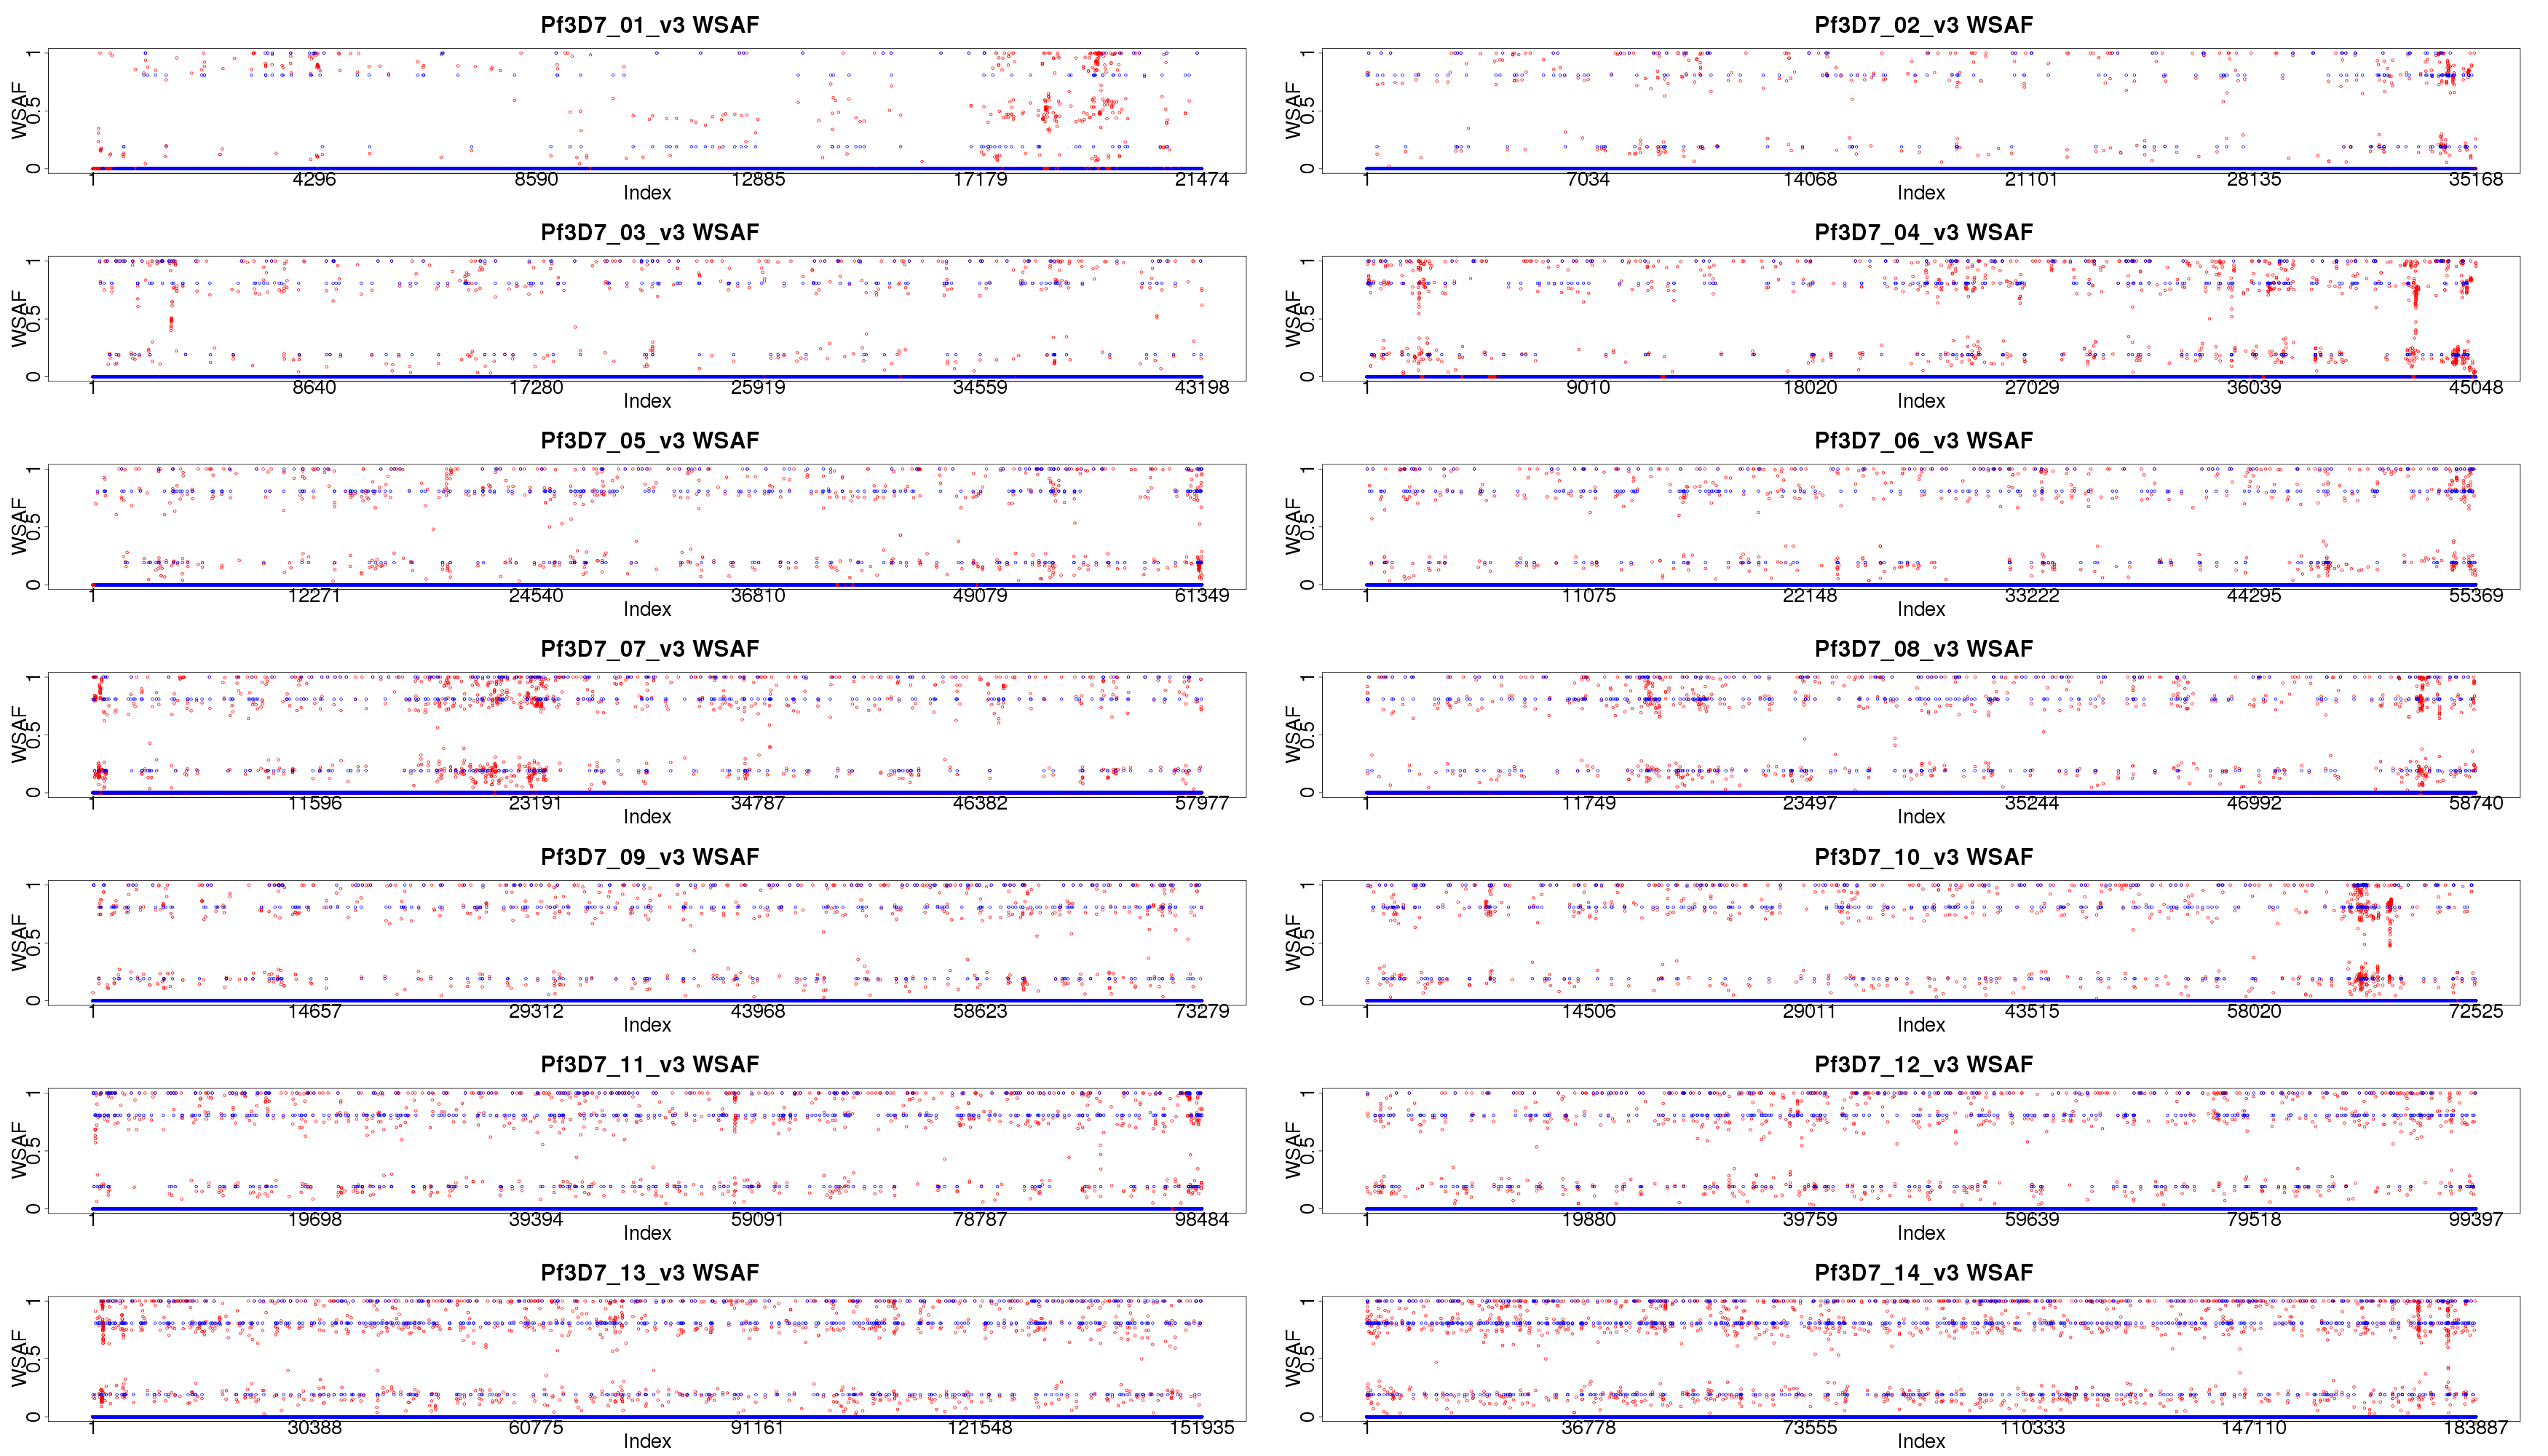 Pf3D7_01_v3 WSAF
WSAF
0 0.5 1
1 4296 8590 12885 17179 21474
Index
Pf3D7_02_v3 WSAF
WSAF
0 0.5 1
1 7034 14068 21101 28135 35168
Index
Pf3D7_03_v3 WSAF
WSAF
0 0.5 1
1 8640 17280 25919 34559 43198
Index
Pf3D7_04_v3 WSAF
WSAF
0 0.5 1
1 9010 18020 27029 36039 45048
Index
Pf3D7_05_v3 WSAF
WSAF
0 0.5 1
1 12271 24540 36810 49079 61349
Index
Pf3D7_06_v3 WSAF
WSAF
0 0.5 1
1 11075 22148 33222 44295 55369
Index
Pf3D7_07_v3 WSAF
WSAF
0 0.5 1
1 11596 23191 34787 46382 57977
Index
Pf3D7_08_v3 WSAF
WSAF
0 0.5 1
1 11749 23497 35244 46992 58740
Index
Pf3D7_09_v3 WSAF
WSAF
0 0.5 1
1 14657 29312 43968 58623 73279
Index
Pf3D7_10_v3 WSAF
WSAF
0 0.5 1
1 14506 29011 43515 58020 72525
Index
Pf3D7_11_v3 WSAF
WSAF
0 0.5 1
1 19698 39394 59091 78787 98484
Index
Pf3D7_12_v3 WSAF
WSAF
0 0.5 1
1 19880 39759 59639 79518 99397
Index
Pf3D7_13_v3 WSAF
WSAF
0 0.5 1
1 30388 60775 91161 121548 151935
Index
Pf3D7_14_v3 WSAF
WSAF
0 0.5 1
1 36778 73555 110333 147110 183887
Index